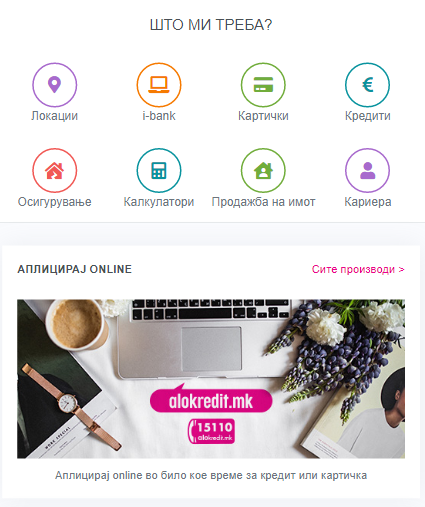 ШТО МИ ТРЕБА?
Локации
i-bank
Картички
Кредити
Осигурување
Калкулатори
Продажба на имот
Кариера
АПЛИЦИРАЈ ONLINE
Сите производи >
alokredit.mk
15110
alokredit.mk
Аплицирај online во било кое време за кредит или картичка